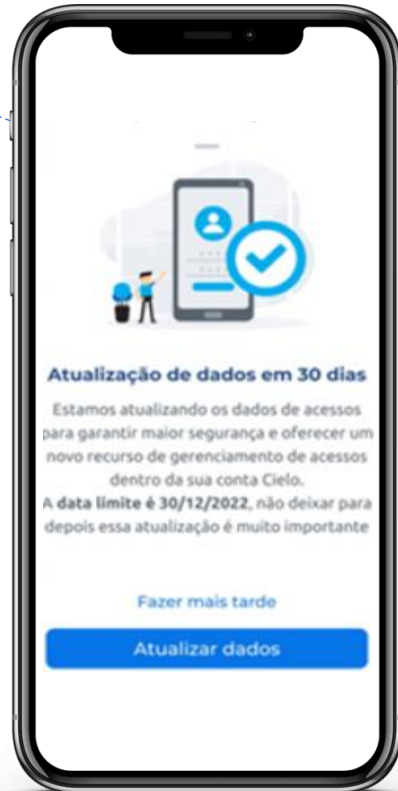 Atualização de dados em 30 dias
Estamos atualizando os dados de acessos
para garantir maior segurança e oferecer um
novo recurso de gerenciamento de acessos
dentro da sua conta Cielo.
A data limite é 30/12/2022, não deixar para
depois essa atualização é muito importante
Fazer mais tarde
Atualizar dados